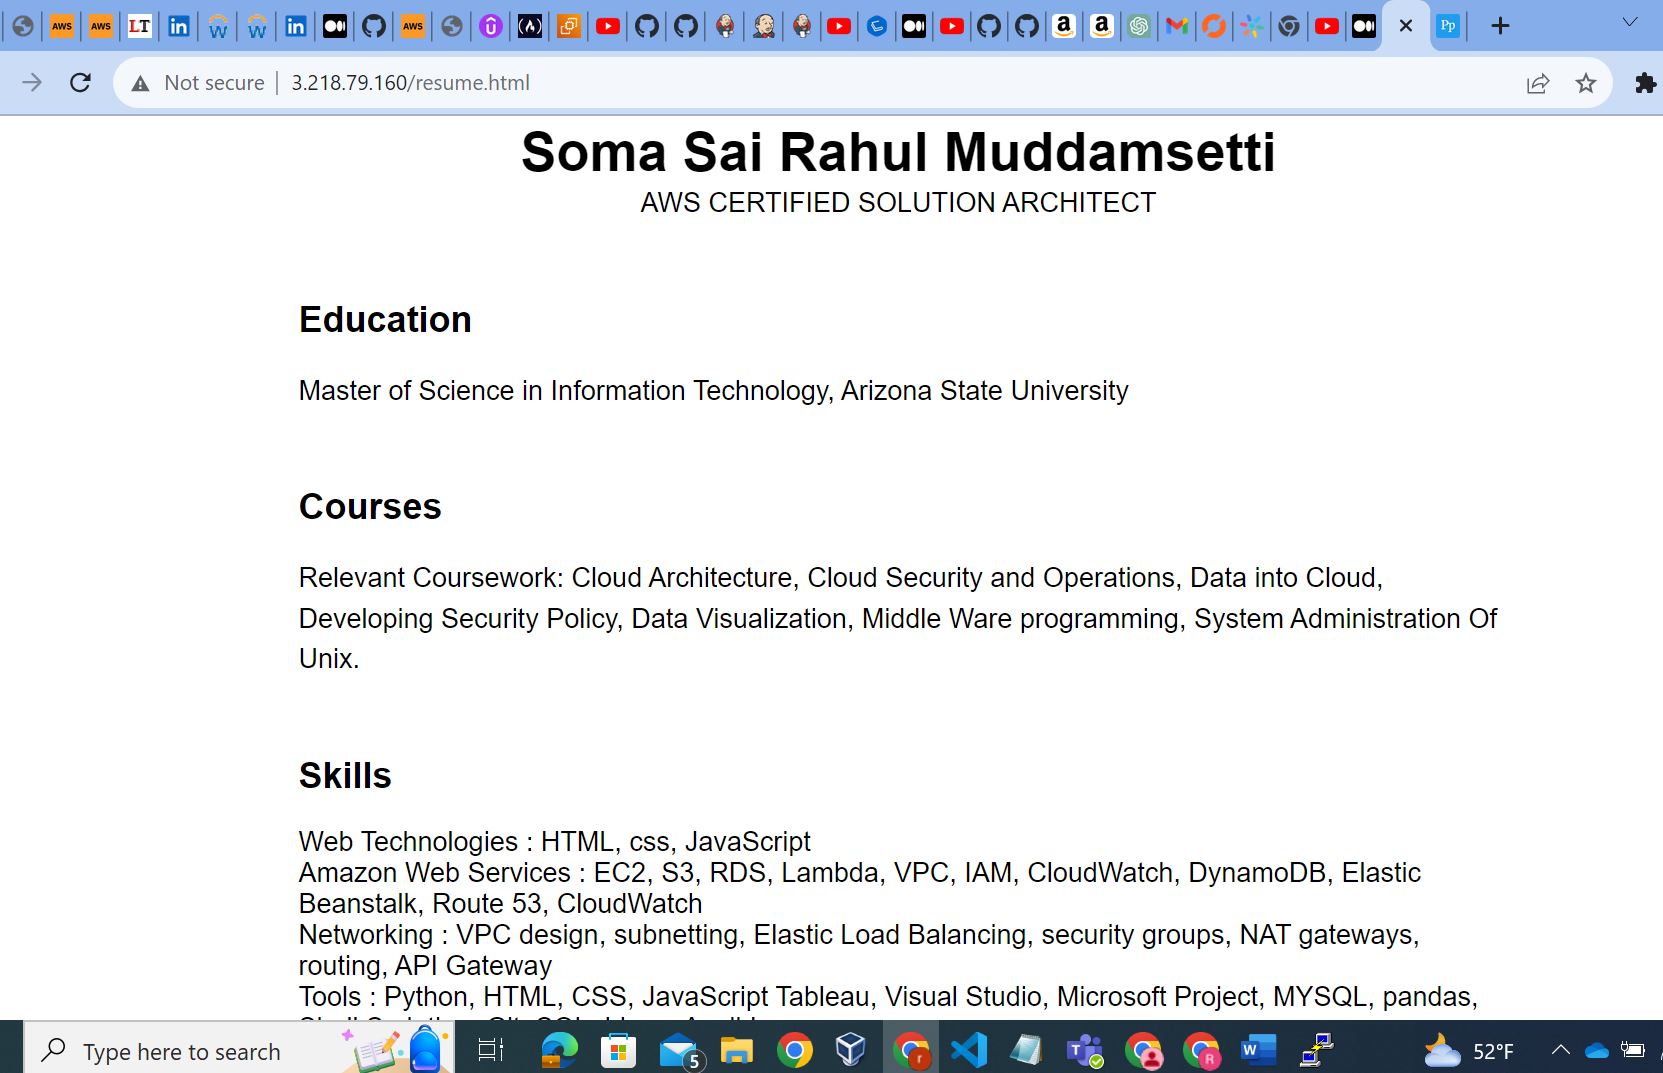 aws
aws
LT
in
in
aws
a
a
Pp
Not secure
3.218.79.160/resume.html
Soma Sai Rahul Muddamsetti
AWS CERTIFIED SOLUTION ARCHITECT
Education
Master of Science in Information Technology, Arizona State University
Courses
Relevant Coursework: Cloud Architecture, Cloud Security and Operations, Data into Cloud,
Developing Security Policy, Data Visualization, Middle Ware programming, System Administration Of
Unix.
Skills
Web Technologies : HTML, css, JavaScript
Amazon Web Services : EC2, S3, RDS, Lambda, VPC, IAM, CloudWatch, DynamoDB, Elastic
Beanstalk, Route 53, CloudWatch
Networking : VPC design, subnetting, Elastic Load Balancing, security groups, NAT gateways,
routing, API Gateway
Tools : Python, HTML, CSS, JavaScript Tableau, Visual Studio, Microsoft Project, MYSQL, pandas,
Type here to search
5
r
R
W
52°F